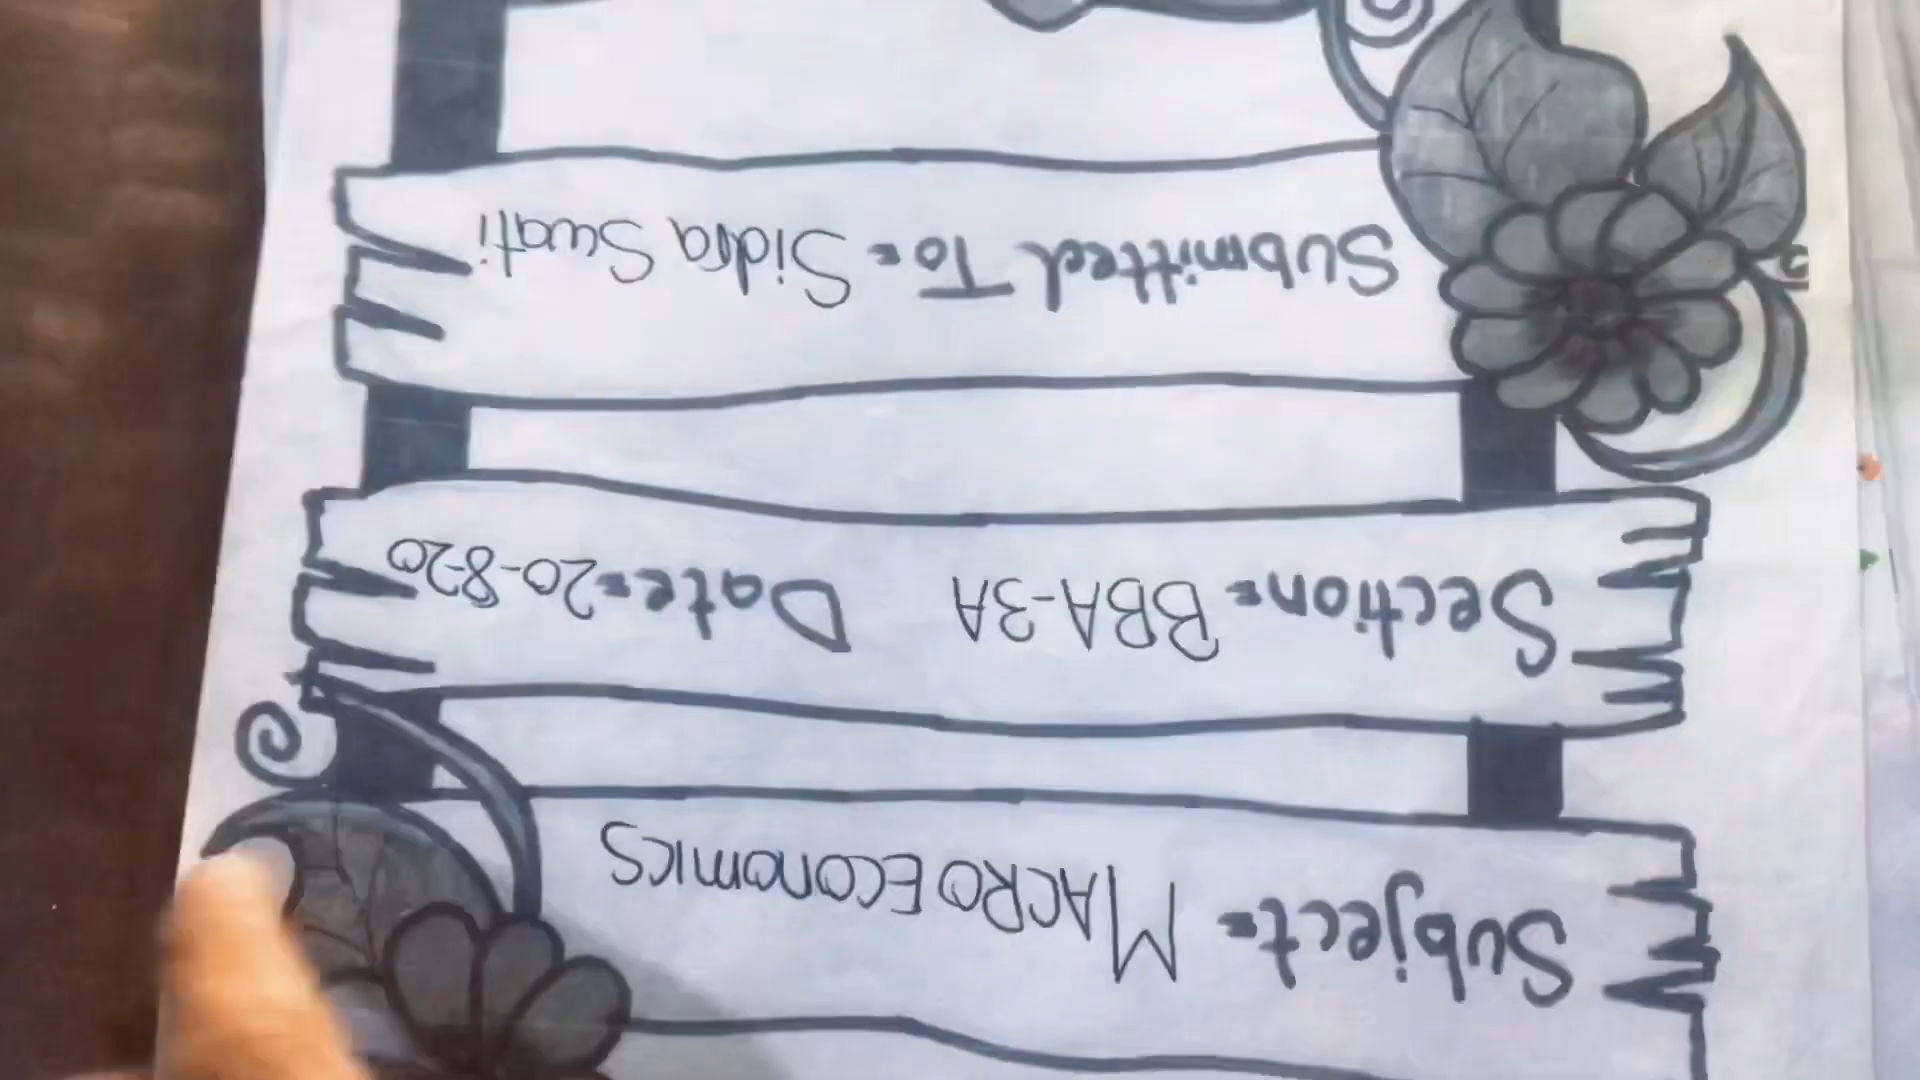 Subject= MACRO ECONOMICS
Section= BBA-3A Date= 20-8-20
Submitted To= Sidra Swati